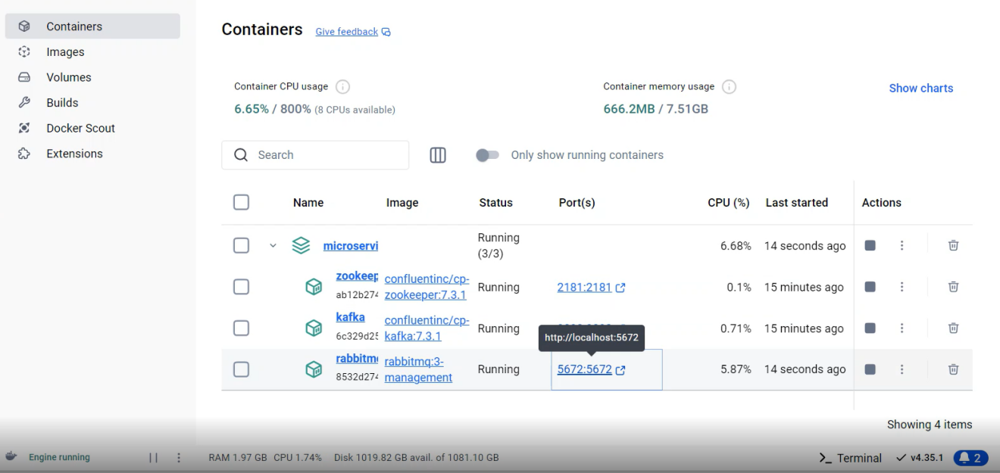 Containers
Images
Volumes
Builds
Docker Scout
Extensions
Containers Give feedback
Container CPU usage
6.65% / 800% (8 CPUs available)
Container memory usage
666.2MB / 7.51GB
Show charts
Search
Only show running containers
Name Image Status Port(s) CPU (%) Last started Actions
microservi Running (3/3) 6.68% 14 seconds ago
zookeep confluentinc/cp-
ab12b274 zookeeper:7.3.1 Running 2181:2181 0.1% 15 minutes ago
kafka confluentinc/cp-
6c329d25 kafka:7.3.1 Running 0.71% 15 minutes ago
http://localhost:5672
rabbitm rabbitmq:3-
8532d274 management Running 5672:5672 5.87% 14 seconds ago
Showing 4 items
Engine running RAM 1.97 GB CPU 1.74% Disk 1019.82 GB avail. of 1081.10 GB Terminal v4.35.1 2